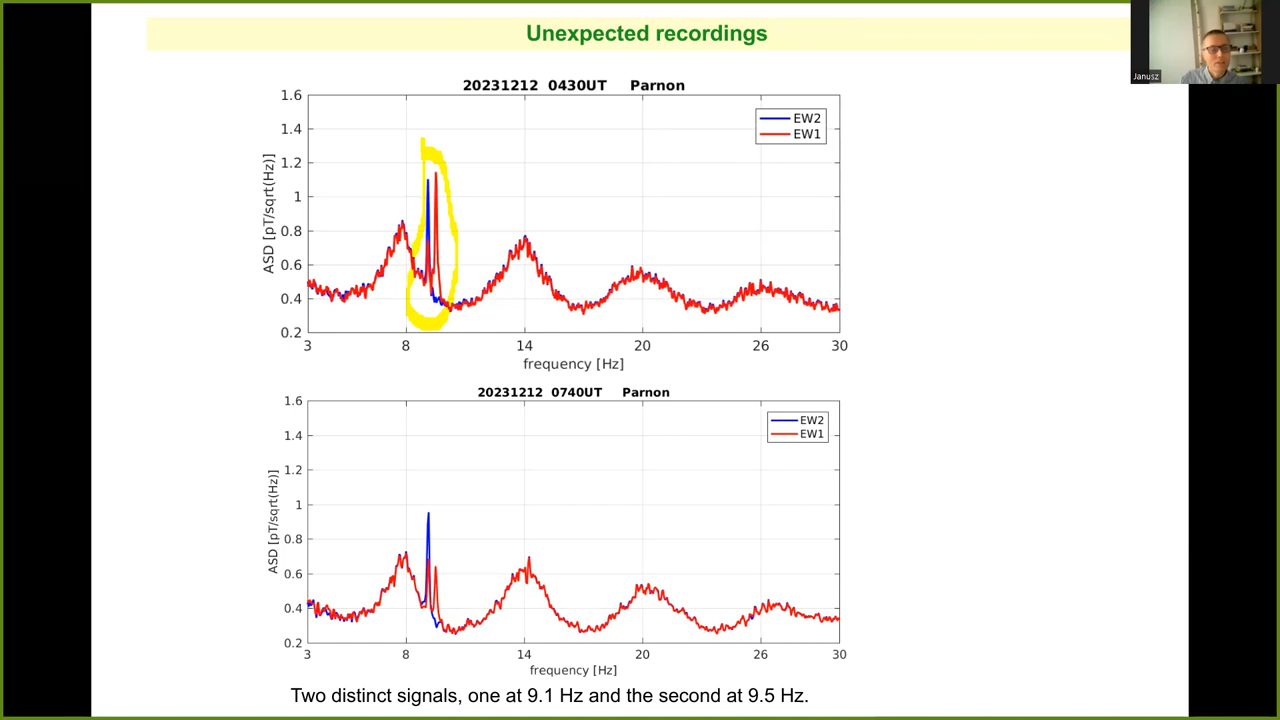 Unexpected recordings
Janusz
20231212 0430UT Parnon
1.6
1.4
1.2
1
0.8
0.6
0.4
0.2
ASD [pT/sqrt(Hz)]
EW2
EW1
3 8 14 20 26 30
frequency [Hz]
20231212 0740UT Parnon
1.6
1.4
1.2
1
0.8
0.6
0.4
0.2
ASD [pT/sqrt(Hz)]
EW2
EW1
3 8 14 20 26 30
frequency [Hz]
Two distinct signals, one at 9.1 Hz and the second at 9.5 Hz.